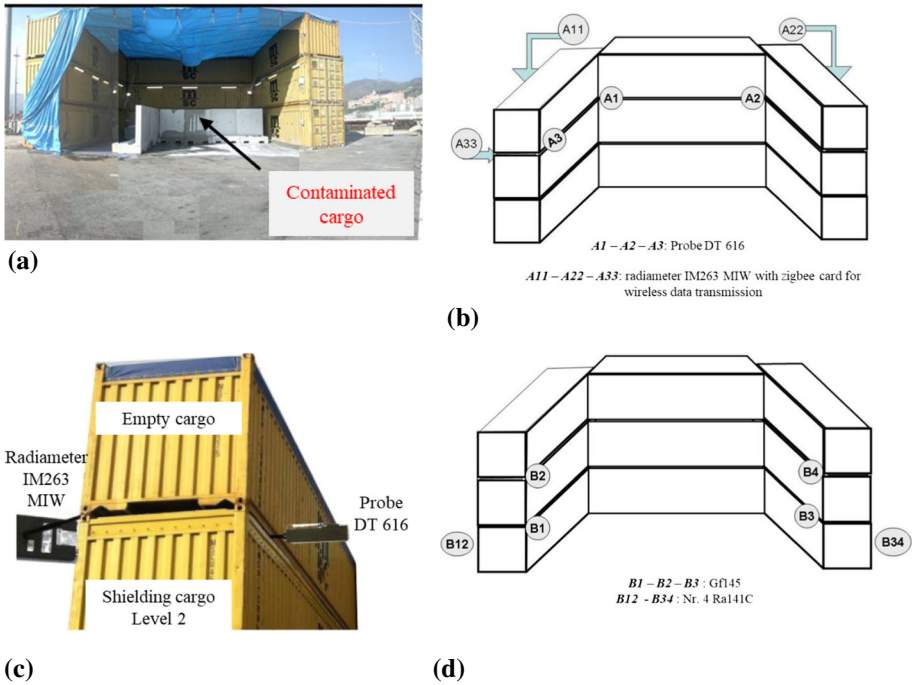 Contaminated
cargo
(a)
A11
A22
A1
A2
A3
A33
A1 – A2 – A3: Probe DT 616
A11 – A22 – A33: radiameter IM263 MIW with zigbee card for
wireless data transmission
(b)
Empty cargo
Radiameter
IM263
MIW
Probe
DT 616
Shielding cargo
Level 2
(c)
B2
B4
B1
B3
B12
B34
B1 – B2 – B3 : Gf145
B12 - B34 : Nr. 4 Ra141C
(d)